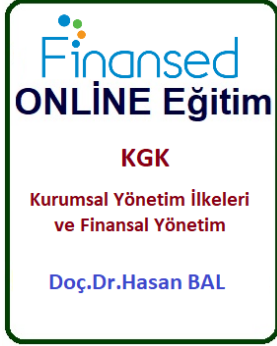 Finansed
ONLİNE Eğitim
KGK
Kurumsal Yönetim İlkeleri
ve Finansal Yönetim
Doç.Dr.Hasan BAL